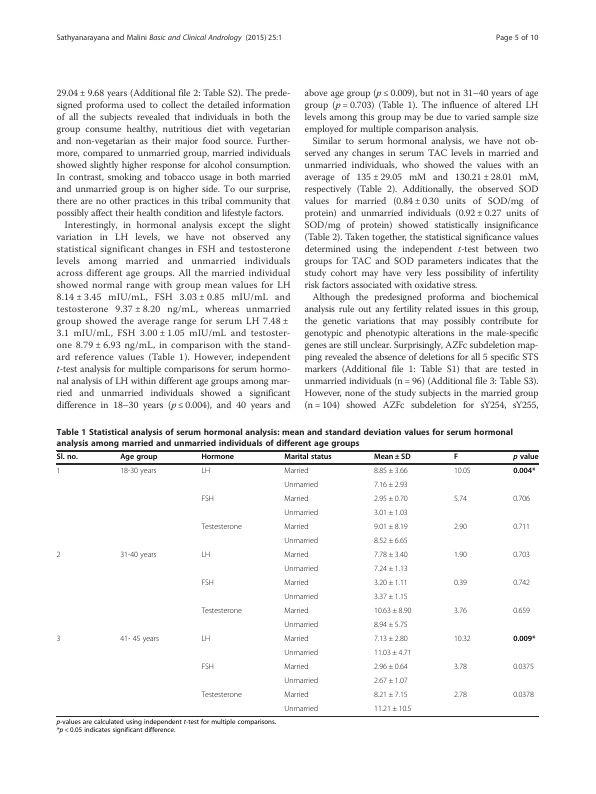 Sathyanarayana and Malini Basic and Clinical Andrology (2015) 25:1
Page 5 of 10
29.04 ± 9.68 years (Additional file 2: Table S2). The prede-
signed proforma used to collect the detailed information
of all the subjects revealed that individuals in both the
group consume healthy, nutritious diet with vegetarian
and non-vegetarian as their major food source. Further-
more, compared to unmarried group, married individuals
showed slightly higher response for alcohol consumption.
In contrast, smoking and tobacco usage in both married
and unmarried group is on higher side. To our surprise,
there are no other practices in this tribal community that
possibly affect their health condition and lifestyle factors.
Interestingly, in hormonal analysis except the slight
variation in LH levels, we have not observed any
statistical significant changes in FSH and testosterone
levels among married and unmarried individuals
across different age groups. All the married individual
showed normal range with group mean values for LH
8.14 ± 3.45 mIU/mL, FSH 3.03 ± 0.85 mIU/mL and
testosterone 9.37 ± 8.20 ng/mL, whereas unmarried
group showed the average range for serum LH 7.48 ±
3.1 mIU/mL, FSH 3.00 ± 1.05 mIU/mL and testoster-
one 8.79 ± 6.93 ng/mL, in comparison with the stand-
ard reference values (Table 1). However, independent
t-test analysis for multiple comparisons for serum hormo-
nal analysis of LH within different age groups among mar-
ried and unmarried individuals showed a significant
difference in 18–30 years (p ≤ 0.004), and 40 years and
above age group (p ≤ 0.009), but not in 31–40 years of age
group (p = 0.703) (Table 1). The influence of altered LH
levels among this group may be due to varied sample size
employed for multiple comparison analysis.
Similar to serum hormonal analysis, we have not ob-
served any changes in serum TAC levels in married and
unmarried individuals, who showed the values with an
average of 135 ± 29.05 mM and 130.21 ± 28.01 mM,
respectively (Table 2). Additionally, the observed SOD
values for married (0.84 ± 0.30 units of SOD/mg of
protein) and unmarried individuals (0.92 ± 0.27 units of
SOD/mg of protein) showed statistically insignificance
(Table 2). Taken together, the statistical significance values
determined using the independent t-test between two
groups for TAC and SOD parameters indicates that the
study cohort may have very less possibility of infertility
risk factors associated with oxidative stress.
Although the predesigned proforma and biochemical
analysis rule out any fertility related issues in this group,
the genetic variations that may possibly contribute for
genotypic and phenotypic alterations in the male-specific
genes are still unclear. Surprisingly, AZFc subdeletion map-
ping revealed the absence of deletions for all 5 specific STS
markers (Additional file 1: Table S1) that are tested in
unmarried individuals (n = 96) (Additional file 3: Table S3).
However, none of the study subjects in the married group
(n = 104) showed AZFc subdeletion for sY254, sY255,
Table 1 Statistical analysis of serum hormonal analysis: mean and standard deviation values for serum hormonal
analysis among married and unmarried individuals of different age groups
Sl. no. Age group Hormone Marital status Mean ± SD F p value
1 18-30 years LH Married 8.85 ± 3.66 10.05 0.004*
Unmarried 7.16 ± 2.93
FSH Married 2.95 ± 0.70 5.74 0.706
Unmarried 3.01 ± 1.03
Testesterone Married 9.01 ± 8.19 2.90 0.711
Unmarried 8.52 ± 6.65
2 31-40 years LH Married 7.78 ± 3.40 1.90 0.703
Unmarried 7.24 ± 1.13
FSH Married 3.20 ± 1.11 0.39 0.742
Unmarried 3.37 ± 1.15
Testesterone Married 10.63 ± 8.90 3.76 0.659
Unmarried 8.94 ± 5.75
3 41- 45 years LH Married 7.13 ± 2.80 10.32 0.009*
Unmarried 11.03 ± 4.71
FSH Married 2.96 ± 0.64 3.78 0.0375
Unmarried 2.67 ± 1.07
Testesterone Married 8.21 ± 7.15 2.78 0.0378
Unmarried 11.21 ± 10.5
p-values are calculated using independent t-test for multiple comparisons.
*p < 0.05 indicates significant difference.